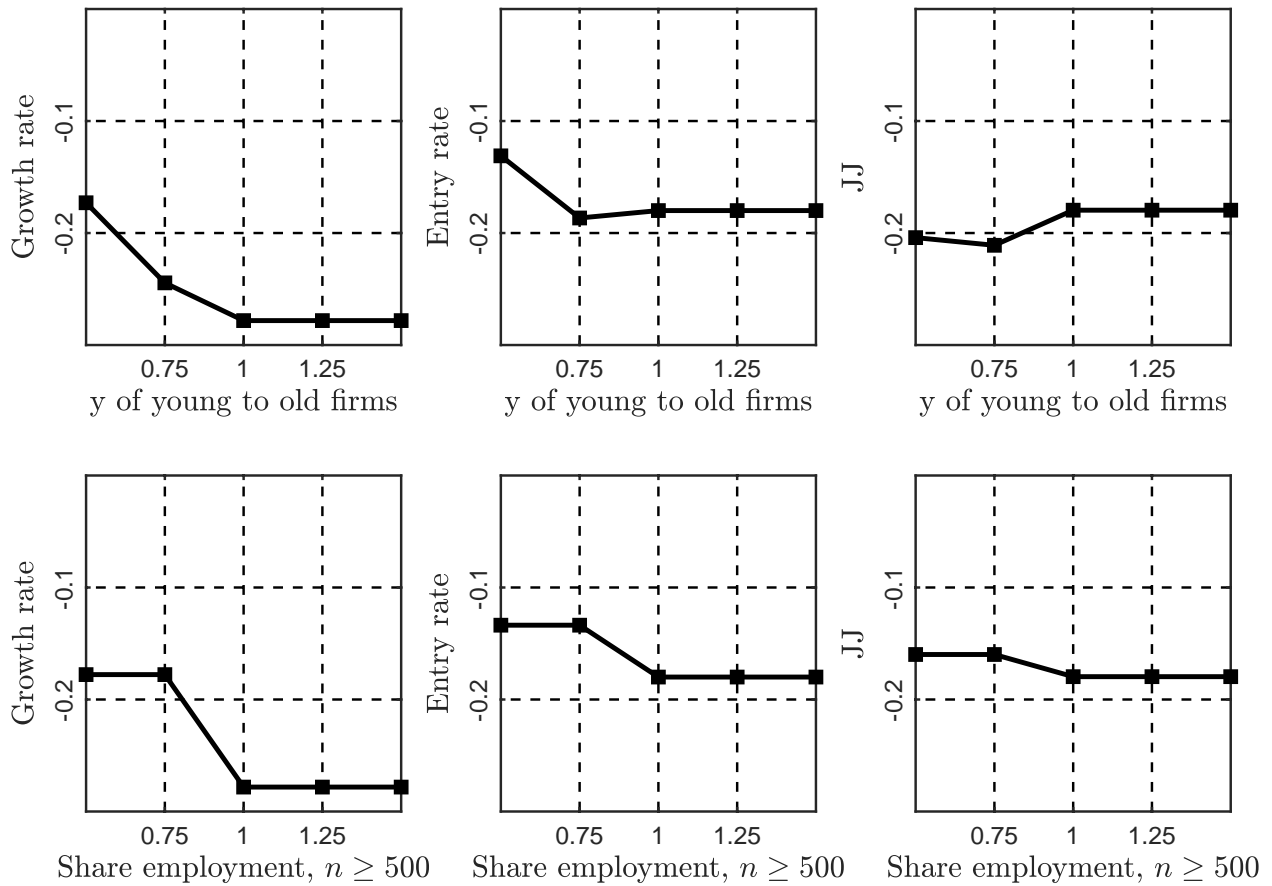 Growth rate
-0.1
-0.2
0.75 1 1.25
y of young to old firms
Entry rate
-0.1
-0.2
0.75 1 1.25
y of young to old firms
JJ
-0.1
-0.2
0.75 1 1.25
y of young to old firms
Growth rate
-0.1
-0.2
0.75 1 1.25
Share employment, n ≥ 500
Entry rate
-0.1
-0.2
0.75 1 1.25
Share employment, n ≥ 500
JJ
-0.1
-0.2
0.75 1 1.25
Share employment, n ≥ 500